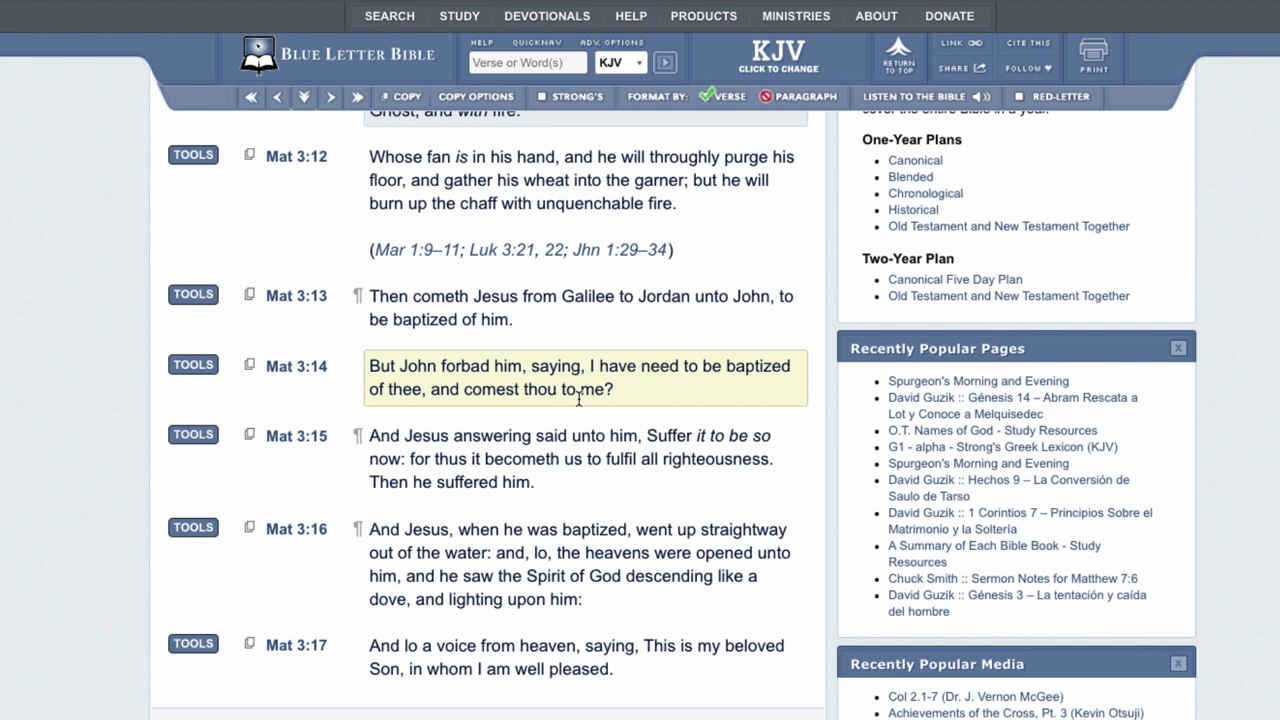 SEARCH STUDY DEVOTIONALS HELP PRODUCTS MINISTRIES ABOUT DONATE
BLUE LETTER BIBLE
HELP QUICKNAV ADV. OPTIONS
Verse or Word(s) KJV
KJV
CLICK TO CHANGE
RETURN
TO TOP
LINK CITE THIS
SHARE FOLLOW
PRINT
COPY COPY OPTIONS STRONG'S FORMAT BY: VERSE PARAGRAPH LISTEN TO THE BIBLE RED-LETTER
Ghost, and with fire:
TOOLS Mat 3:12 Whose fan is in his hand, and he will throughly purge his
floor, and gather his wheat into the garner; but he will
burn up the chaff with unquenchable fire.
(Mar 1:9–11; Luk 3:21, 22; Jhn 1:29–34)
TOOLS Mat 3:13 ¶ Then cometh Jesus from Galilee to Jordan unto John, to
be baptized of him.
TOOLS Mat 3:14 But John forbad him, saying, I have need to be baptized
of thee, and comest thou to me?
TOOLS Mat 3:15 ¶ And Jesus answering said unto him, Suffer it to be so
now: for thus it becometh us to fulfil all righteousness.
Then he suffered him.
TOOLS Mat 3:16 ¶ And Jesus, when he was baptized, went up straightway
out of the water: and, lo, the heavens were opened unto
him, and he saw the Spirit of God descending like a
dove, and lighting upon him:
TOOLS Mat 3:17 And lo a voice from heaven, saying, This is my beloved
Son, in whom I am well pleased.
cover the entire Bible in a year.
One-Year Plans
Canonical
Blended
Chronological
Historical
Old Testament and New Testament Together
Two-Year Plan
Canonical Five Day Plan
Old Testament and New Testament Together
Recently Popular Pages X
Spurgeon's Morning and Evening
David Guzik :: Génesis 14 – Abram Rescata a
Lot y Conoce a Melquisedec
O.T. Names of God - Study Resources
G1 - alpha - Strong's Greek Lexicon (KJV)
Spurgeon's Morning and Evening
David Guzik :: Hechos 9 – La Conversión de
Saulo de Tarso
David Guzik :: 1 Corintios 7 – Principios Sobre el
Matrimonio y la Soltería
A Summary of Each Bible Book - Study
Resources
Chuck Smith :: Sermon Notes for Matthew 7:6
David Guzik :: Génesis 3 – La tentación y caída
del hombre
Recently Popular Media X
Col 2.1-7 (Dr. J. Vernon McGee)
Achievements of the Cross, Pt. 3 (Kevin Otsuji)